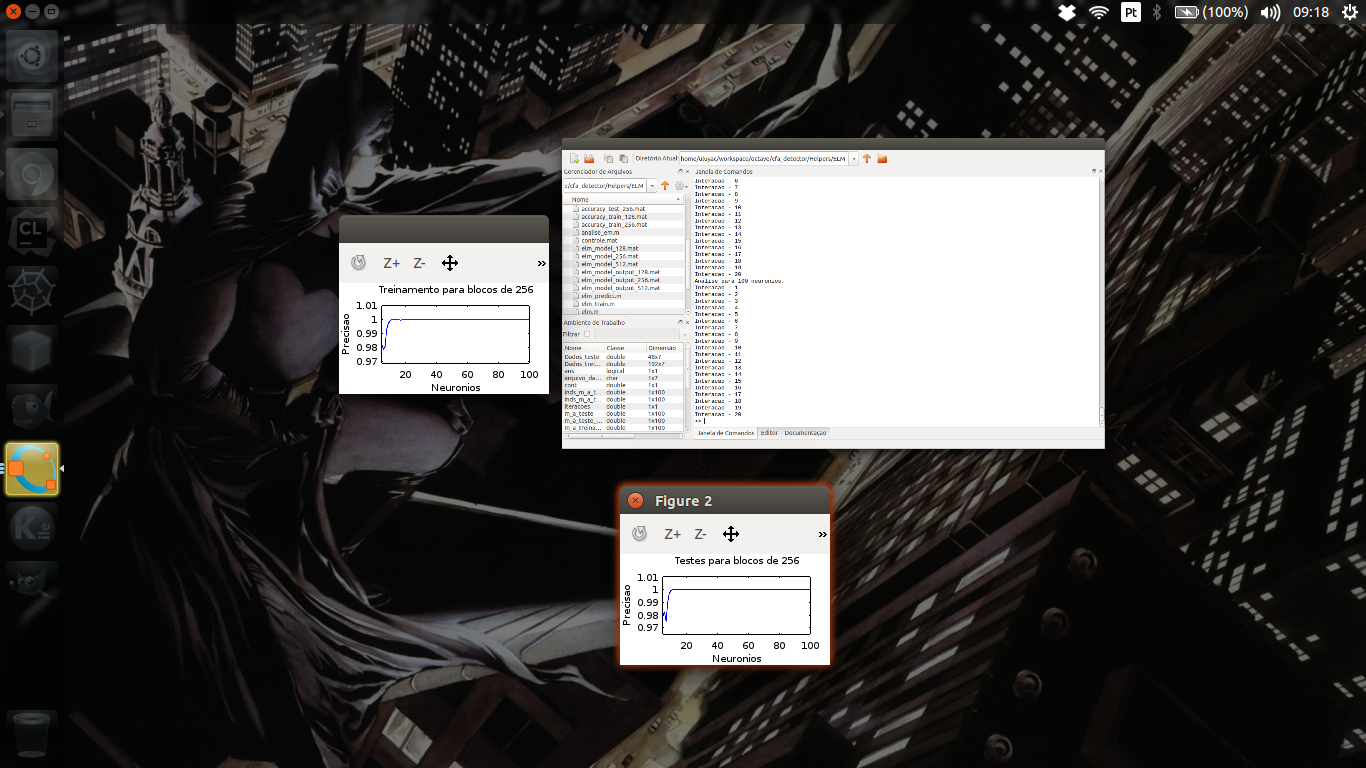 Pt
(100%)
09:18
CL
K ile
Z+ Z- »
Treinamento para blocos de 256
1.01
1
0.99
0.98
0.97
Precisao
20 40 60 80 100
Neuronios
Diretório Atual: home/uluyac/workspace/octave/cfa_detector/Helpers/ELM
Gerenciador de Arquivos
z/cfa_detector/Helpers/ELM
Nome
accuracy_test_256.mat
accuracy_train_128.mat
accuracy_train_256.mat
analise_em.m
controle.mat
elm_model_128.mat
elm_model_256.mat
elm_model_512.mat
elm_model_output_128.mat
elm_model_output_256.mat
elm_model_output_512.mat
elm_predict.m
elm_train.m
elm.m
Ambiente de Trabalho
Filtrar
Nome Classe Dimensão
Dados_teste double 48x7
Dados_trei... double 192x7
ans logical 1x1
arquivo_da... char 1x7
cont double 1x1
inds_m_a_t... double 1x100
inds_m_a_t... double 1x100
iteracoes double 1x1
m_a_teste double 1x100
m_a_teste_... double 1x100
m_a_treina... double 1x100
Janela de Comandos
Interacao - 6
Interacao - 7
Interacao - 8
Interacao - 9
Interacao - 10
Interacao - 11
Interacao - 12
Interacao - 13
Interacao - 14
Interacao - 15
Interacao - 16
Interacao - 17
Interacao - 18
Interacao - 19
Interacao - 20
Analise para 100 neuronios.
Interacao - 1
Interacao - 2
Interacao - 3
Interacao - 4
Interacao - 5
Interacao - 6
Interacao - 7
Interacao - 8
Interacao - 9
Interacao - 10
Interacao - 11
Interacao - 12
Interacao - 13
Interacao - 14
Interacao - 15
Interacao - 16
Interacao - 17
Interacao - 18
Interacao - 19
Interacao - 20
>>
Janela de Comandos Editor Documentação
Figure 2
Z+ Z- »
Testes para blocos de 256
1.01
1
0.99
0.98
0.97
Precisao
20 40 60 80 100
Neuronios